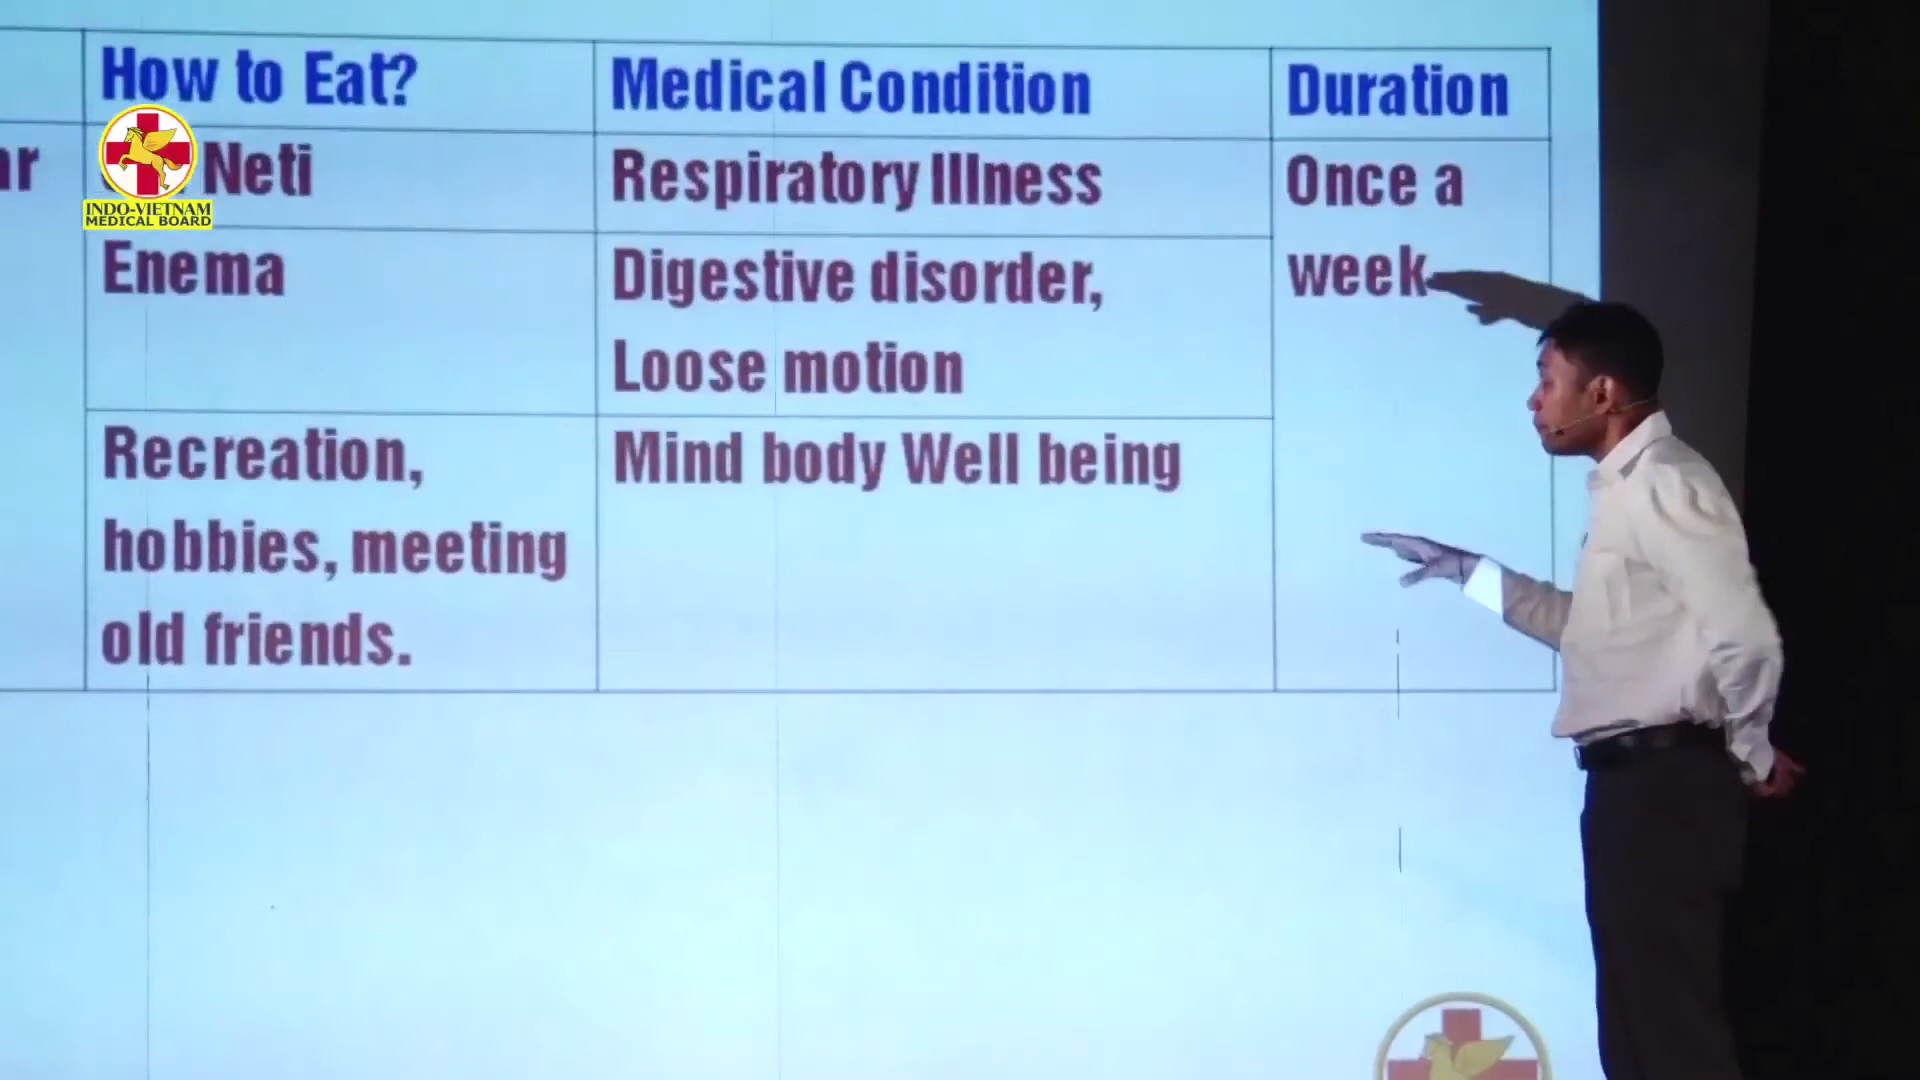 How to Eat?
Medical Condition
Duration
Neti
Respiratory Illness
Once a
week
Enema
Digestive disorder,
Loose motion
Recreation,
hobbies, meeting
old friends.
Mind body Well being
INDO-VIETNAM
MEDICAL BOARD